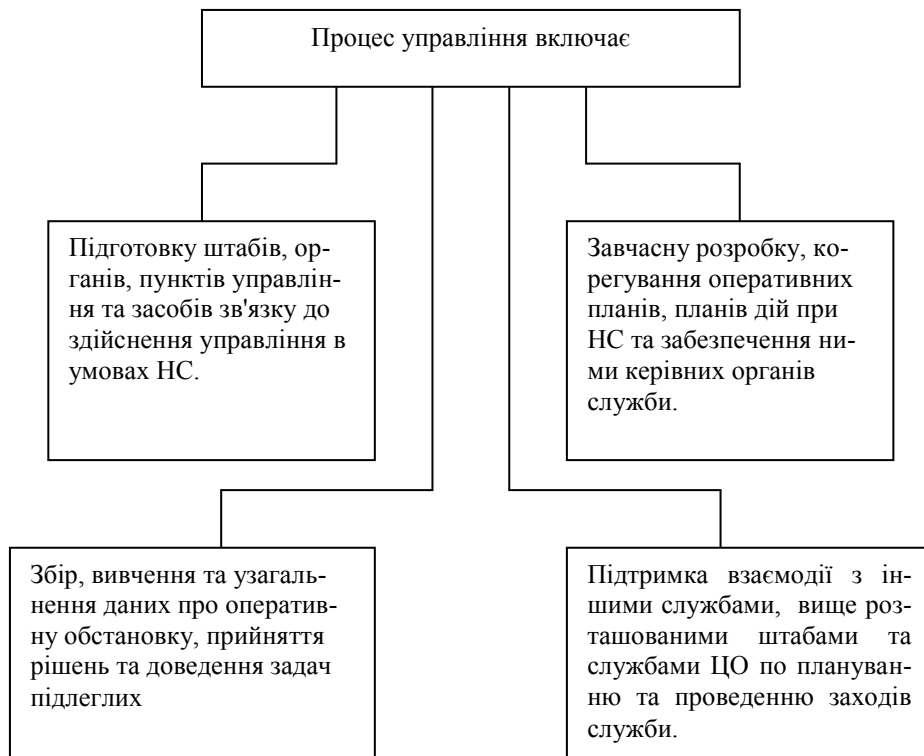 Процес управління включає
Підготовку штабів, ор-
ганів, пунктів управлін-
ня та засобів зв'язку до
здійснення управління в
умовах НС.
Завчасну розробку, ко-
регування оперативних
планів, планів дій при
НС та забезпечення ни-
ми керівних органів
служби.
Збір, вивчення та узагаль-
нення даних про оператив-
ну обстановку, прийняття
рішень та доведення задач
підлеглих
Підтримка взаємодії з ін-
шими службами, вище роз-
ташованими штабами та
службами ЦО по плануван-
ню та проведенню заходів
служби.